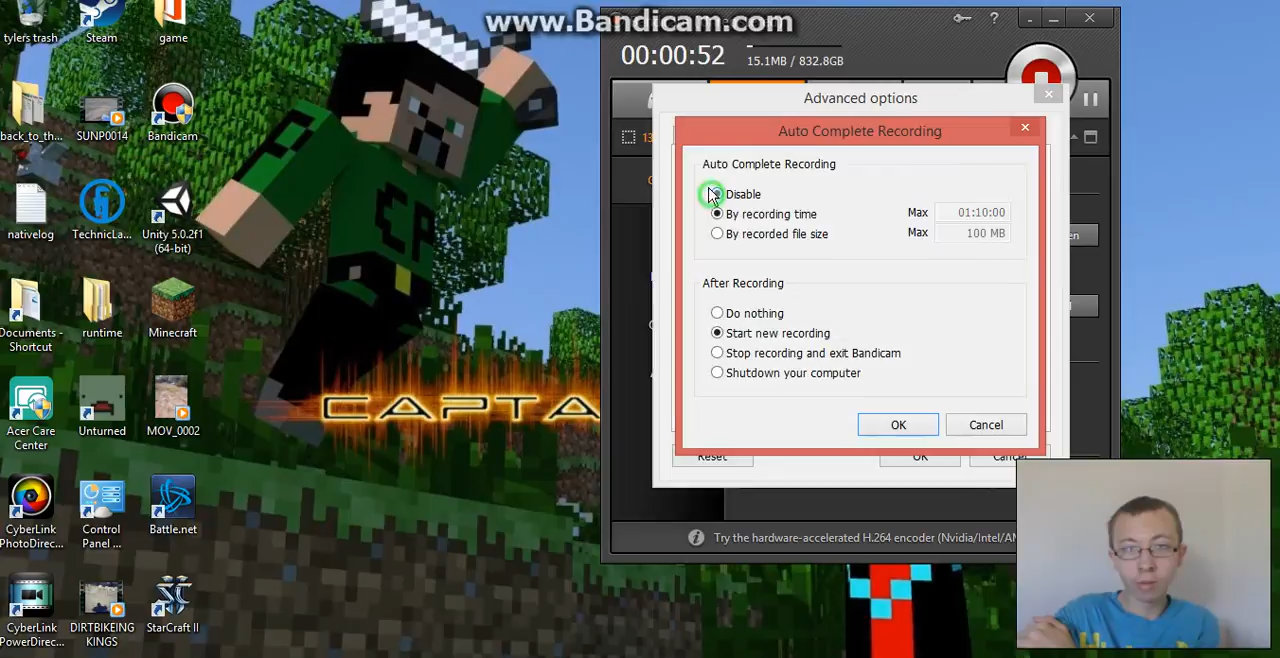 www.Bandicam.com
00:00:52
15.1MB / 832.8GB
Advanced options
Auto Complete Recording
Auto Complete Recording
Disable
By recording time
Max
01:10:00
By recorded file size
Max
100 MB
After Recording
Do nothing
Start new recording
Stop recording and exit Bandicam
Shutdown your computer
OK
Cancel
Reset
OK
Cancel
Try the hardware-accelerated H.264 encoder (Nvidia/Intel/AM
CAPTA
CP
tylers trash
Steam
game
back_to_th...
SUNP0014
Bandicam
nativelog
TechnicLa...
Unity 5.0.2f1
(64-bit)
Documents -
Shortcut
runtime
Minecraft
Acer Care
Center
Unturned
MOV_0002
CyberLink
PhotoDirec...
Control
Panel ...
Battle.net
CyberLink
PowerDirec...
DIRTBIKEING
KINGS
StarCraft II